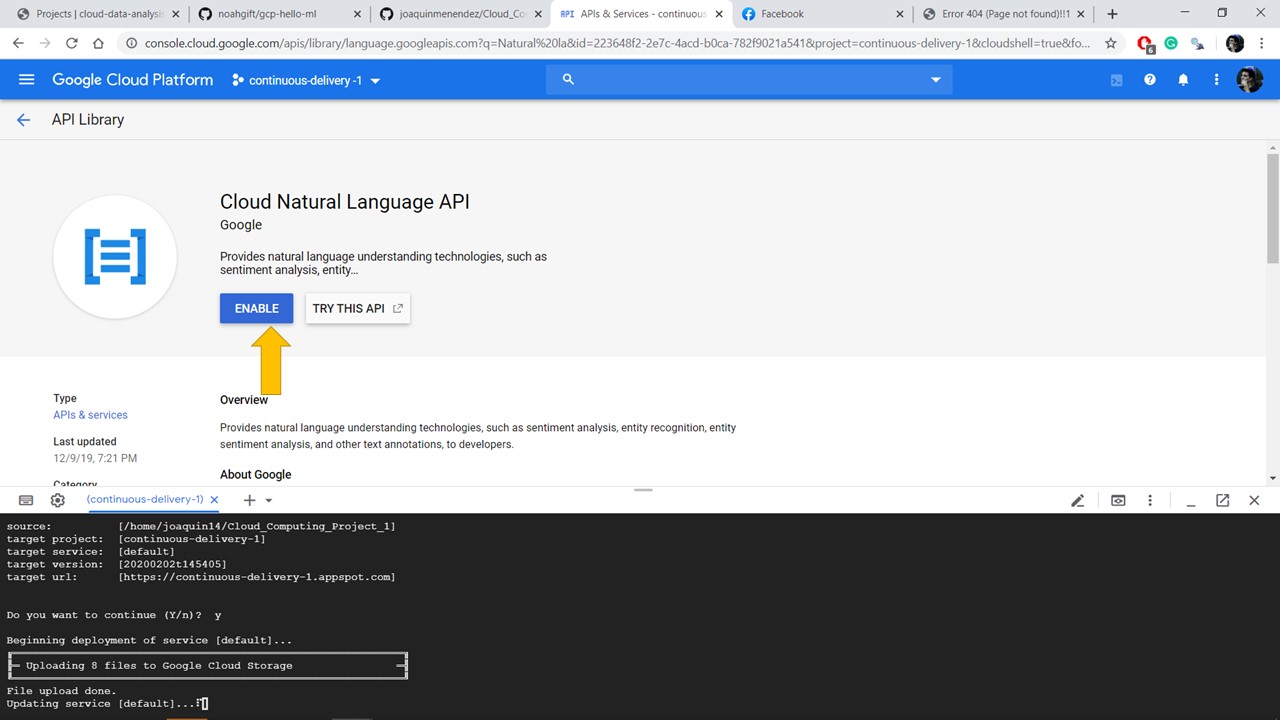 Projects | cloud-data-analysis
noahgift/gcp-hello-ml
joaquinmenendez/Cloud_Co
API APIs & Services - continuous
Facebook
Error 404 (Page not found)!!1
console.cloud.google.com/apis/library/language.googleapis.com?q=Natural%20la&id=223648f2-2e7c-4acd-b0ca-782f9021a541&project=continuous-delivery-1&cloudshell=true&fo...
6
Google Cloud Platform
continuous-delivery -1
API Library
Cloud Natural Language API
Google
Provides natural language understanding technologies, such as
sentiment analysis, entity...
ENABLE
TRY THIS API
Type
APIs & services
Last updated
12/9/19, 7:21 PM
Category
Overview
Provides natural language understanding technologies, such as sentiment analysis, entity recognition, entity
sentiment analysis, and other text annotations, to developers.
About Google
(continuous-delivery-1)
source: [/home/joaquin14/Cloud_Computing_Project_1]
target project: [continuous-delivery-1]
target service: [default]
target version: [20200202t145405]
target url: [https://continuous-delivery-1.appspot.com]
Do you want to continue (Y/n)? y
Beginning deployment of service [default]...
Uploading 8 files to Google Cloud Storage
File upload done.
Updating service [default]...